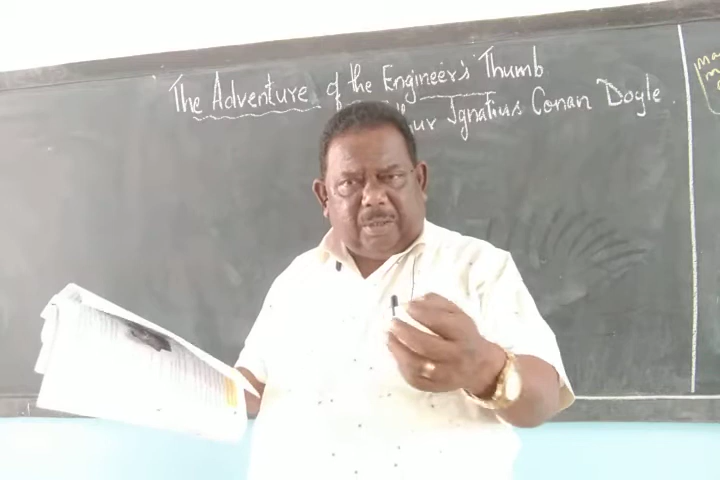 The Adventure of the Engineer's Thumb
Ignatius Conan Doyle.